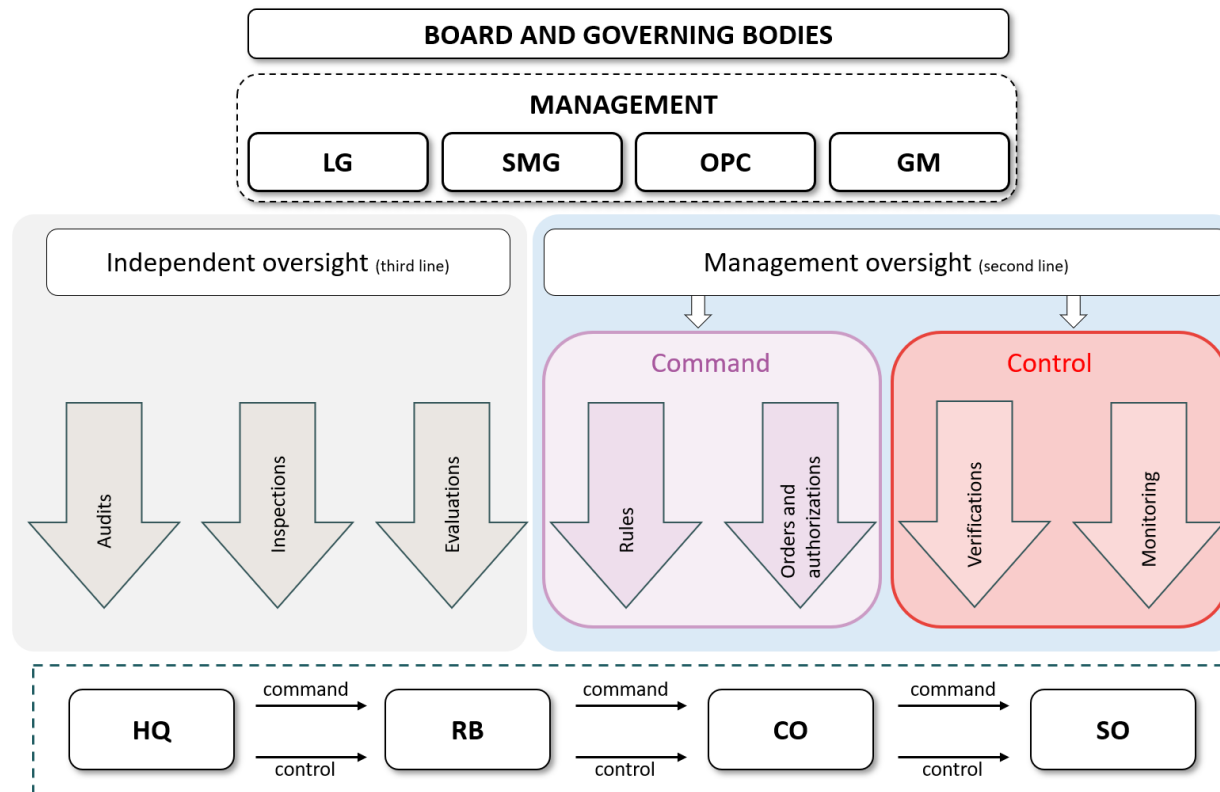 BOARD AND GOVERNING BODIES
MANAGEMENT
LG
SMG
OPC
GM
Independent oversight (third line)
Management oversight (second line)
Command
Control
Audits
Inspections
Evaluations
Rules
Orders and
authorizations
Verifications
Monitoring
HQ
command
control
RB
command
control
CO
command
control
SO